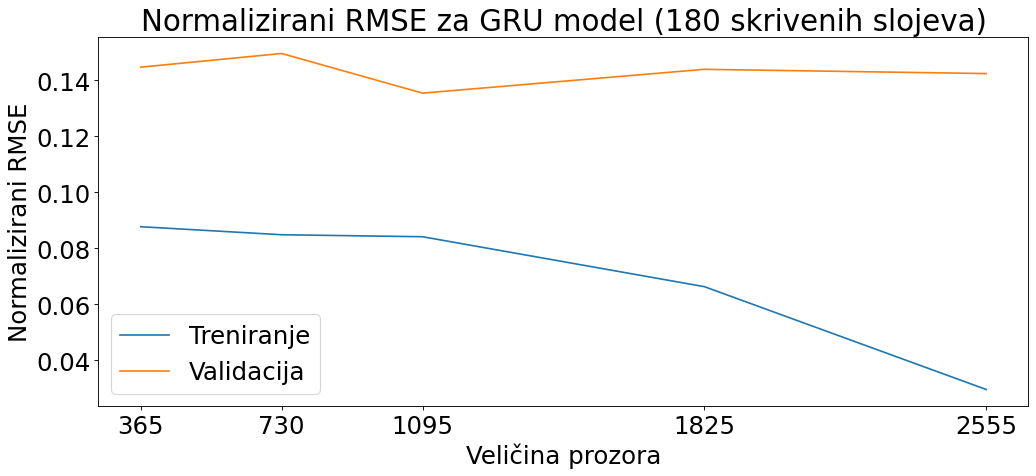 Normalizirani RMSE za GRU model (180 skrivenih slojeva)
Normalizirani RMSE
0.14
0.12
0.10
0.08
0.06
0.04
Treniranje
Validacija
365 730 1095 1825 2555
Veličina prozora